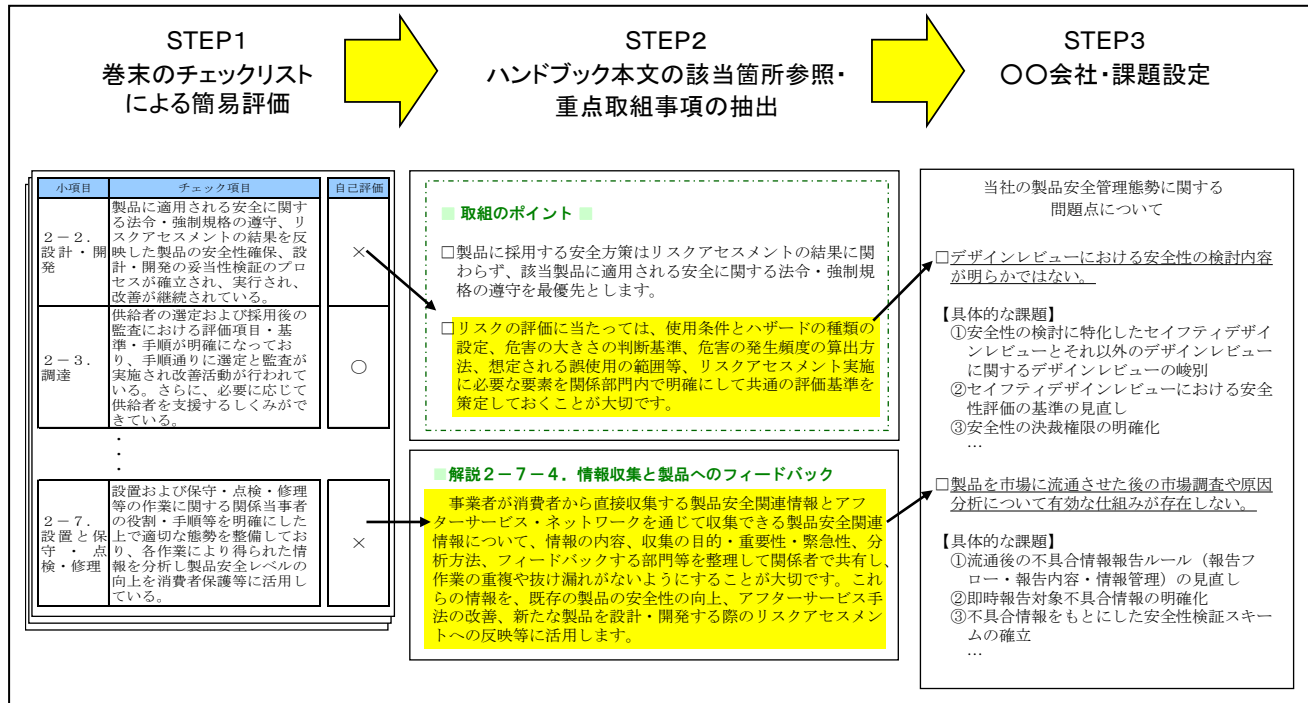 STEP1
巻末のチェックリスト
による簡易評価
STEP2
ハンドブック本文の該当箇所参照・
重点取組事項の抽出
STEP3
〇〇会社・課題設定
小項目
チェック項目
自己評価
２－２．
設計・開
発
製品に適用される安全に関す
る法令・強制規格の遵守、リ
スクアセスメントの結果を反
映した製品の安全性確保、設
計・開発の妥当性検証のプロ
セスが確立され、実行され、
改善が継続されている。
×
２－３．
調達
供給者の選定および採用後の
監査における評価項目・基
準・手順が明確になってお
り、手順通りに選定と監査が
実施され改善活動が行われて
いる。さらに、必要に応じて
供給者を支援するしくみがで
きている。
○
・
・
・
２－７．
設置と保
守・点
検・修理
設置および保守・点検・修理
等の作業に関する関係当事者
の役割・手順等を明確にした
上で適切な態勢を整備してお
り、各作業により得られた情
報を分析し製品安全レベルの
向上を消費者保護等に活用し
ている。
×
■ 取組のポイント ■
□製品に採用する安全方策はリスクアセスメントの結果に関
わらず、該当製品に適用される安全に関する法令・強制規
格の遵守を最優先とします。
□リスクの評価に当たっては、使用条件とハザードの種類の
設定、危害の大きさの判断基準、危害の発生頻度の算出方
法、想定される誤使用の範囲等、リスクアセスメント実施
に必要な要素を関係部門内で明確にして共通の評価基準を
策定しておくことが大切です。
■解説２－７－４．情報収集と製品へのフィードバック
事業者が消費者から直接収集する製品安全関連情報とアフ
ターサービス・ネットワークを通じて収集できる製品安全関連
情報について、情報の内容、収集の目的・重要性・緊急性、分
析方法、フィードバックする部門等を整理して関係者で共有し、
作業の重複や抜け漏れがないようにすることが大切です。これ
らの情報を、既存の製品の安全性の向上、アフターサービス手
法の改善、新たな製品を設計・開発する際のリスクアセスメン
トへの反映等に活用します。
当社の製品安全管理態勢に関する
問題点について
□デザインレビューにおける安全性の検討内容
が明らかではない。
【具体的な課題】
①安全性の検討に特化したセイフティデザイ
ンレビューとそれ以外のデザインレビュー
に関するデザインレビューの峻別
②セイフティデザインレビューにおける安全
性評価の基準の見直し
③安全性の決裁権限の明確化
…
□製品を市場に流通させた後の市場調査や原因
分析について有効な仕組みが存在しない。
【具体的な課題】
①流通後の不具合情報報告ルール（報告フ
ロー・報告内容・情報管理）の見直し
②即時報告対象不具合情報の明確化
③不具合情報をもとにした安全性検証スキー
ムの確立
…